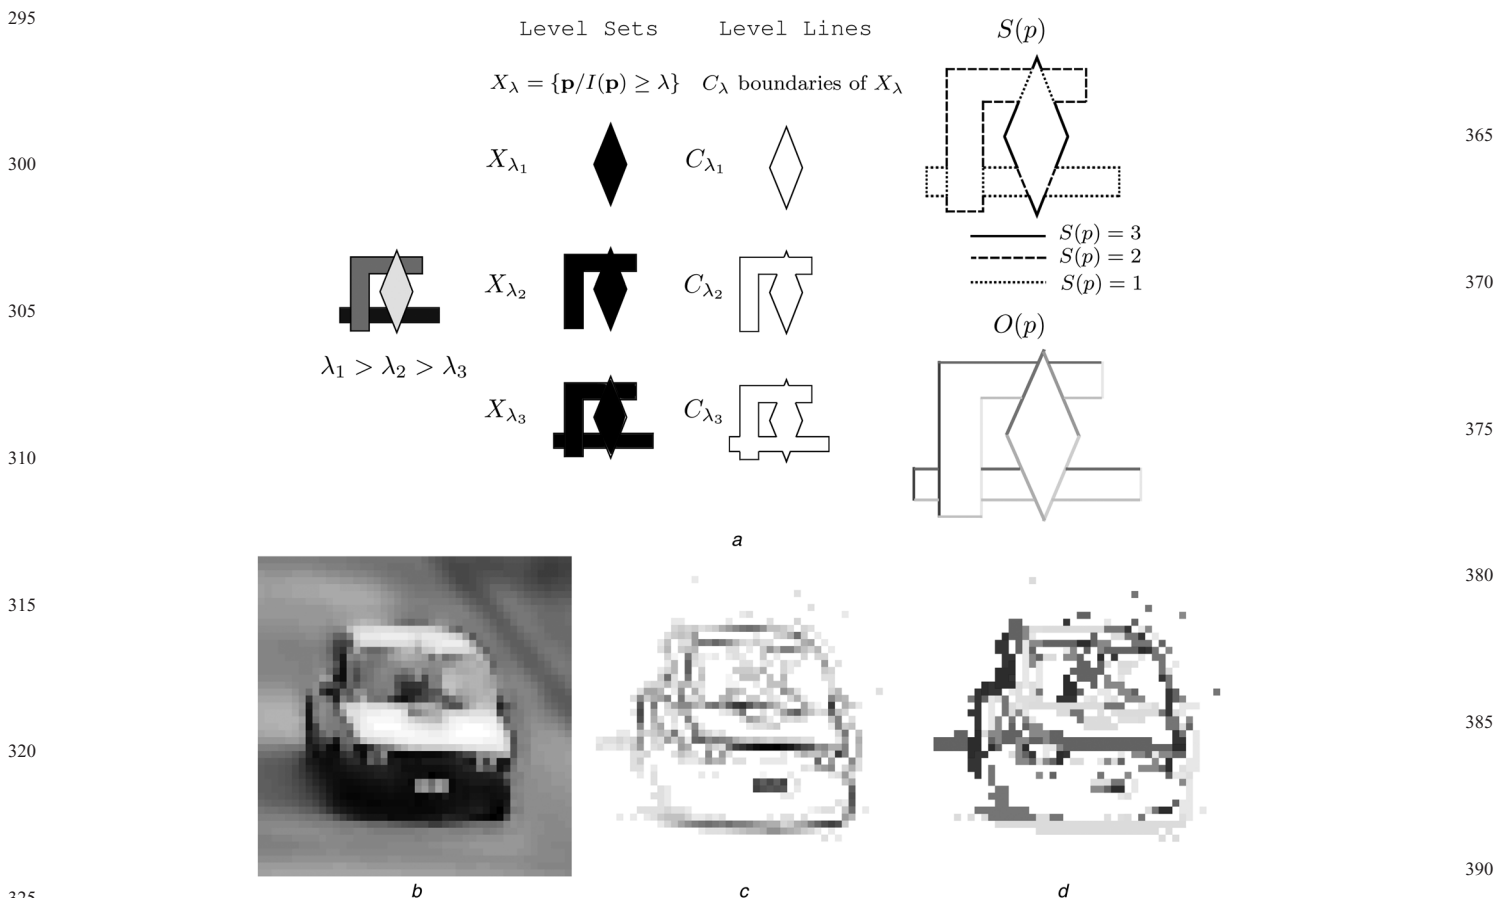 295
300
305
310
315
320
325
Level Sets Level Lines
X_λ = {p/I(p) ≥ λ} C_λ boundaries of X_λ
X_λ1 C_λ1
X_λ2 C_λ2
λ1 > λ2 > λ3
X_λ3 C_λ3
S(p)
S(p) = 3
S(p) = 2
S(p) = 1
O(p)
a
b c d
365
370
375
380
385
390